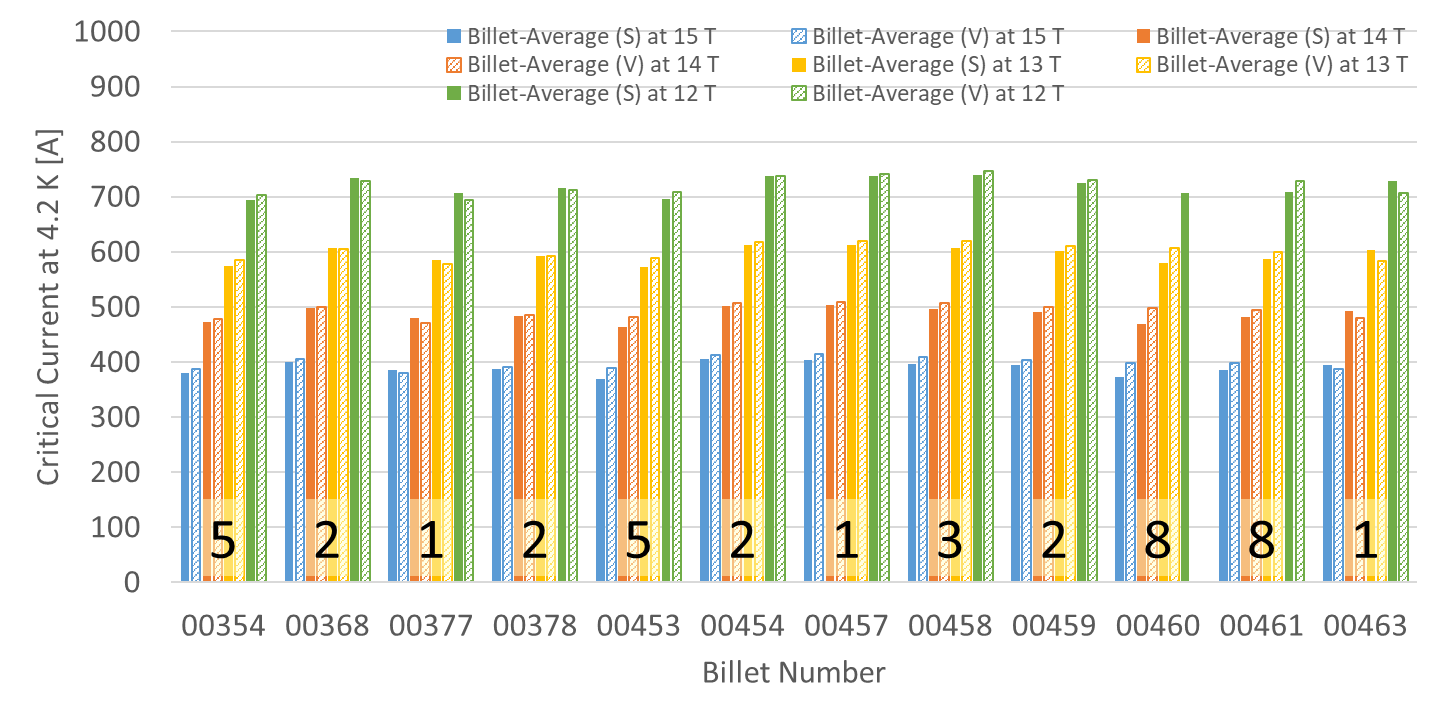 1000
900
800
700
600
500
400
300
200
100
0
Critical Current at 4.2 K [A]
Billet-Average (S) at 15 T Billet-Average (V) at 15 T Billet-Average (S) at 14 T
Billet-Average (V) at 14 T Billet-Average (S) at 13 T Billet-Average (V) at 13 T
Billet-Average (S) at 12 T Billet-Average (V) at 12 T
5 2 1 2 5 2 1 3 2 8 8 1
00354 00368 00377 00378 00453 00454 00457 00458 00459 00460 00461 00463
Billet Number